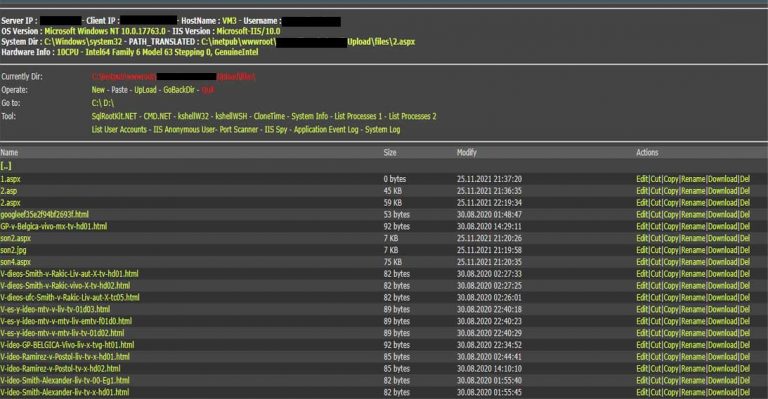 Server IP : - Client IP : - HostName : VM3 - Username :
OS Version : Microsoft Windows NT 10.0.17763.0 - IIS Version : Microsoft-IIS/10.0
System Dir : C:\Windows\system32 - PATH_TRANSLATED : C:\inetpub\wwwroot\ Upload\files\2.aspx
Hardware Info : 10CPU - Intel64 Family 6 Model 63 Stepping 0, GenuineIntel
Currently Dir: C:\inetpub\wwwroot\ Upload\files\
Operate: New - Paste - UpLoad - GoBackDir - Quit
Go to: C:\ D:\
Tool: SqlRootKit.NET - CMD.NET - kshellW32 - kshellWSH - CloneTime - System Info - List Processes 1 - List Processes 2
List User Accounts - IIS Anonymous User- Port Scanner - IIS Spy - Application Event Log - System Log
Name Size Modify Actions
[..]
1.aspx 0 bytes 25.11.2021 21:37:20 Edit|Cut|Copy|Rename|Download|Del
2.asp 45 KB 25.11.2021 21:36:35 Edit|Cut|Copy|Rename|Download|Del
2.aspx 59 KB 25.11.2021 22:19:34 Edit|Cut|Copy|Rename|Download|Del
googleef35e2f94bf2693f.html 53 bytes 30.08.2020 01:48:47 Edit|Cut|Copy|Rename|Download|Del
GP-v-Belgica-vivo-mx-tv-hd01.html 92 bytes 30.08.2020 14:29:11 Edit|Cut|Copy|Rename|Download|Del
son2.aspx 7 KB 25.11.2021 21:20:26 Edit|Cut|Copy|Rename|Download|Del
son2.jpg 7 KB 25.11.2021 21:19:58 Edit|Cut|Copy|Rename|Download|Del
son4.aspx 75 KB 25.11.2021 21:20:35 Edit|Cut|Copy|Rename|Download|Del
V-dieos-Smith-v-Rakic-Liv-aut-X-tv-hd01.html 82 bytes 30.08.2020 02:27:33 Edit|Cut|Copy|Rename|Download|Del
V-dieos-Smith-v-Rakic-vivo-X-tv-hd02.html 82 bytes 30.08.2020 02:27:15 Edit|Cut|Copy|Rename|Download|Del
V-dieos-ufc-Smith-v-Rakic-Liv-aut-X-tc05.html 82 bytes 30.08.2020 02:26:01 Edit|Cut|Copy|Rename|Download|Del
V-es-y-ideo-mtv-v-mtv-liv-tv-01d03.html 89 bytes 30.08.2020 22:40:18 Edit|Cut|Copy|Rename|Download|Del
V-es-y-ideo-mtv-v-mtv-liv-emtv-f01d0.html 89 bytes 30.08.2020 22:40:23 Edit|Cut|Copy|Rename|Download|Del
V-es-y-ideo-mtv-v-mtv-liv-tv-01d02.html 89 bytes 30.08.2020 22:40:29 Edit|Cut|Copy|Rename|Download|Del
V-ideo-GP-BELGICA-Vivo-liv-x-tvg-ht01.html 92 bytes 30.08.2020 22:34:52 Edit|Cut|Copy|Rename|Download|Del
V-ideo-Ramirez-v-Postol-liv-tv-x-hd01.html 85 bytes 30.08.2020 02:44:41 Edit|Cut|Copy|Rename|Download|Del
V-ideo-Ramirez-v-Postol-tv-x-hd02.html 85 bytes 30.08.2020 14:10:10 Edit|Cut|Copy|Rename|Download|Del
V-ideo-Smith-Alexander-liv-tv-00-Eg1.html 82 bytes 30.08.2020 01:55:40 Edit|Cut|Copy|Rename|Download|Del
V-ideo-Smith-Alexander-liv-tv-x-hd01.html 82 bytes 30.08.2020 01:55:45 Edit|Cut|Copy|Rename|Download|Del